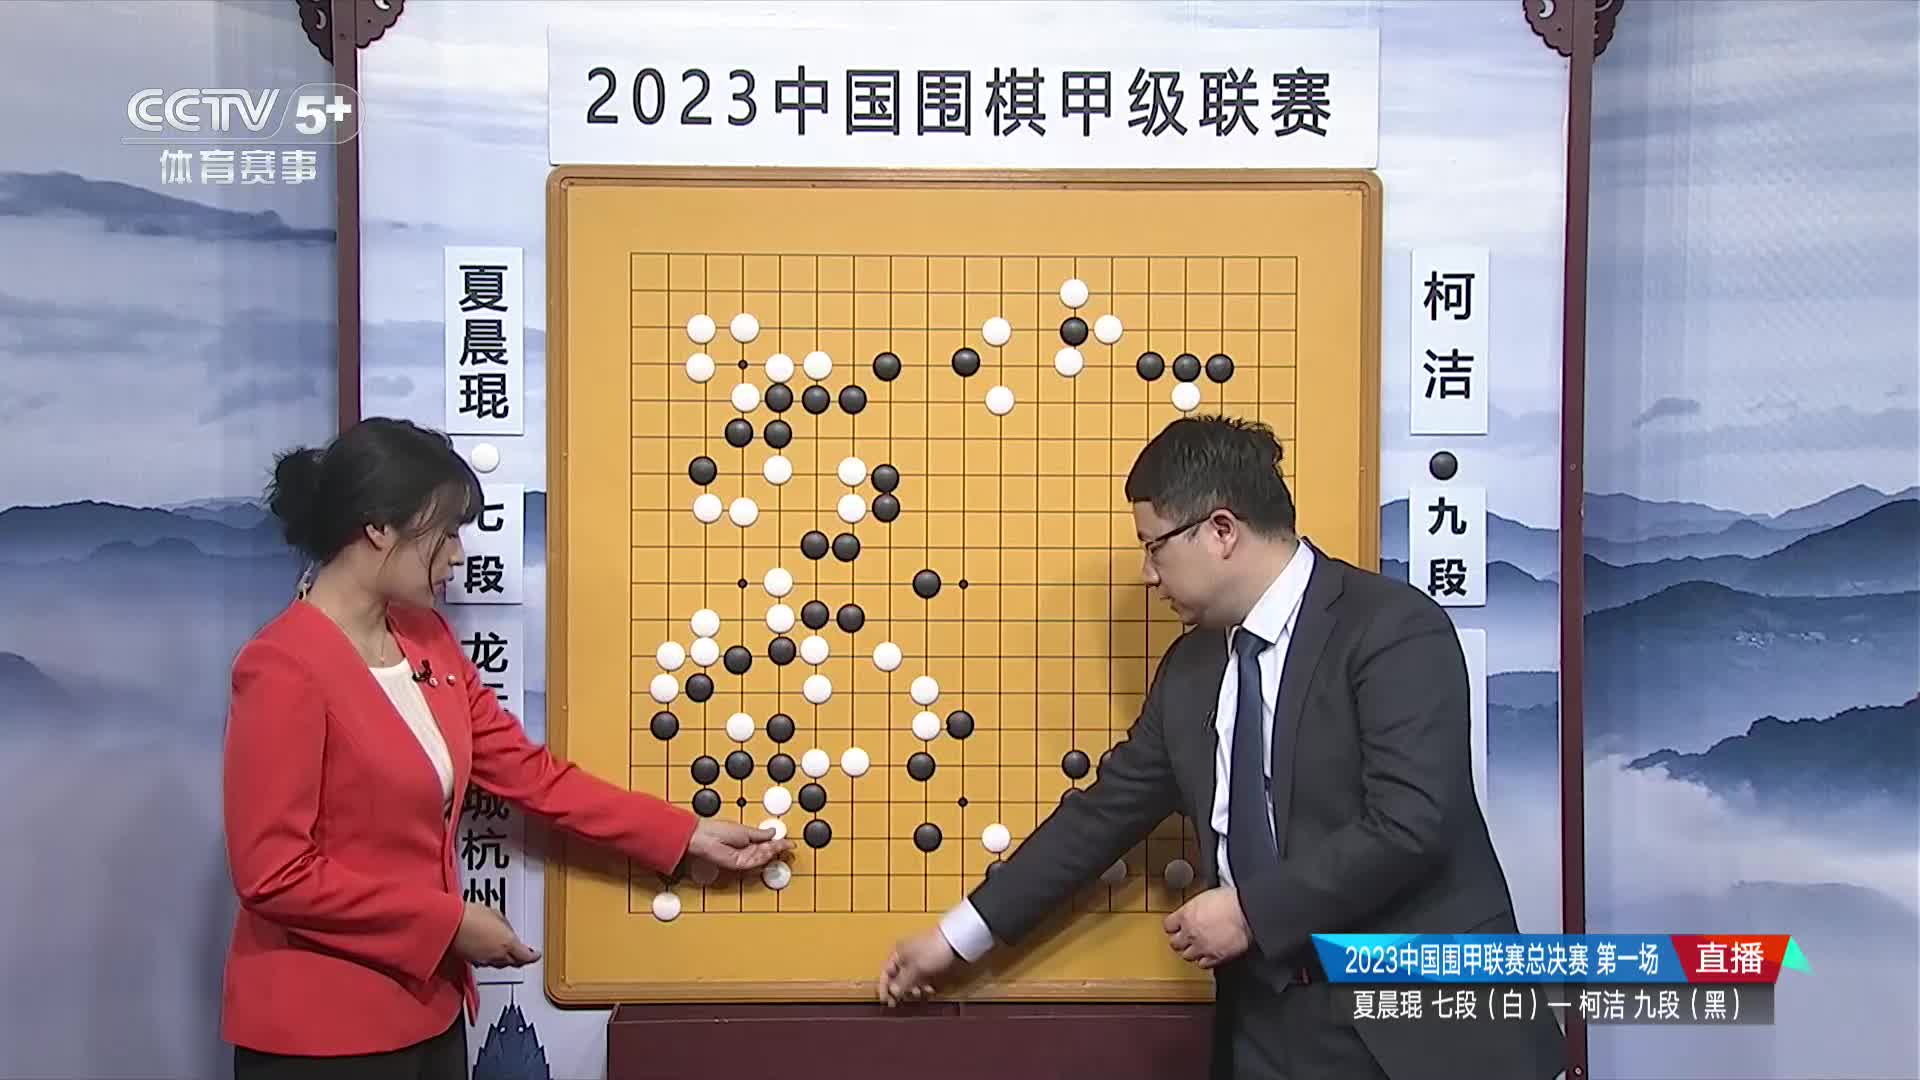 CCTV 5+
体育赛事
2023中国围棋甲级联赛
夏晨琨
七段
杭州
柯洁
九段
2023中国围甲联赛总决赛 第一场 直播
夏晨琨 七段（白）— 柯洁 九段（黑）